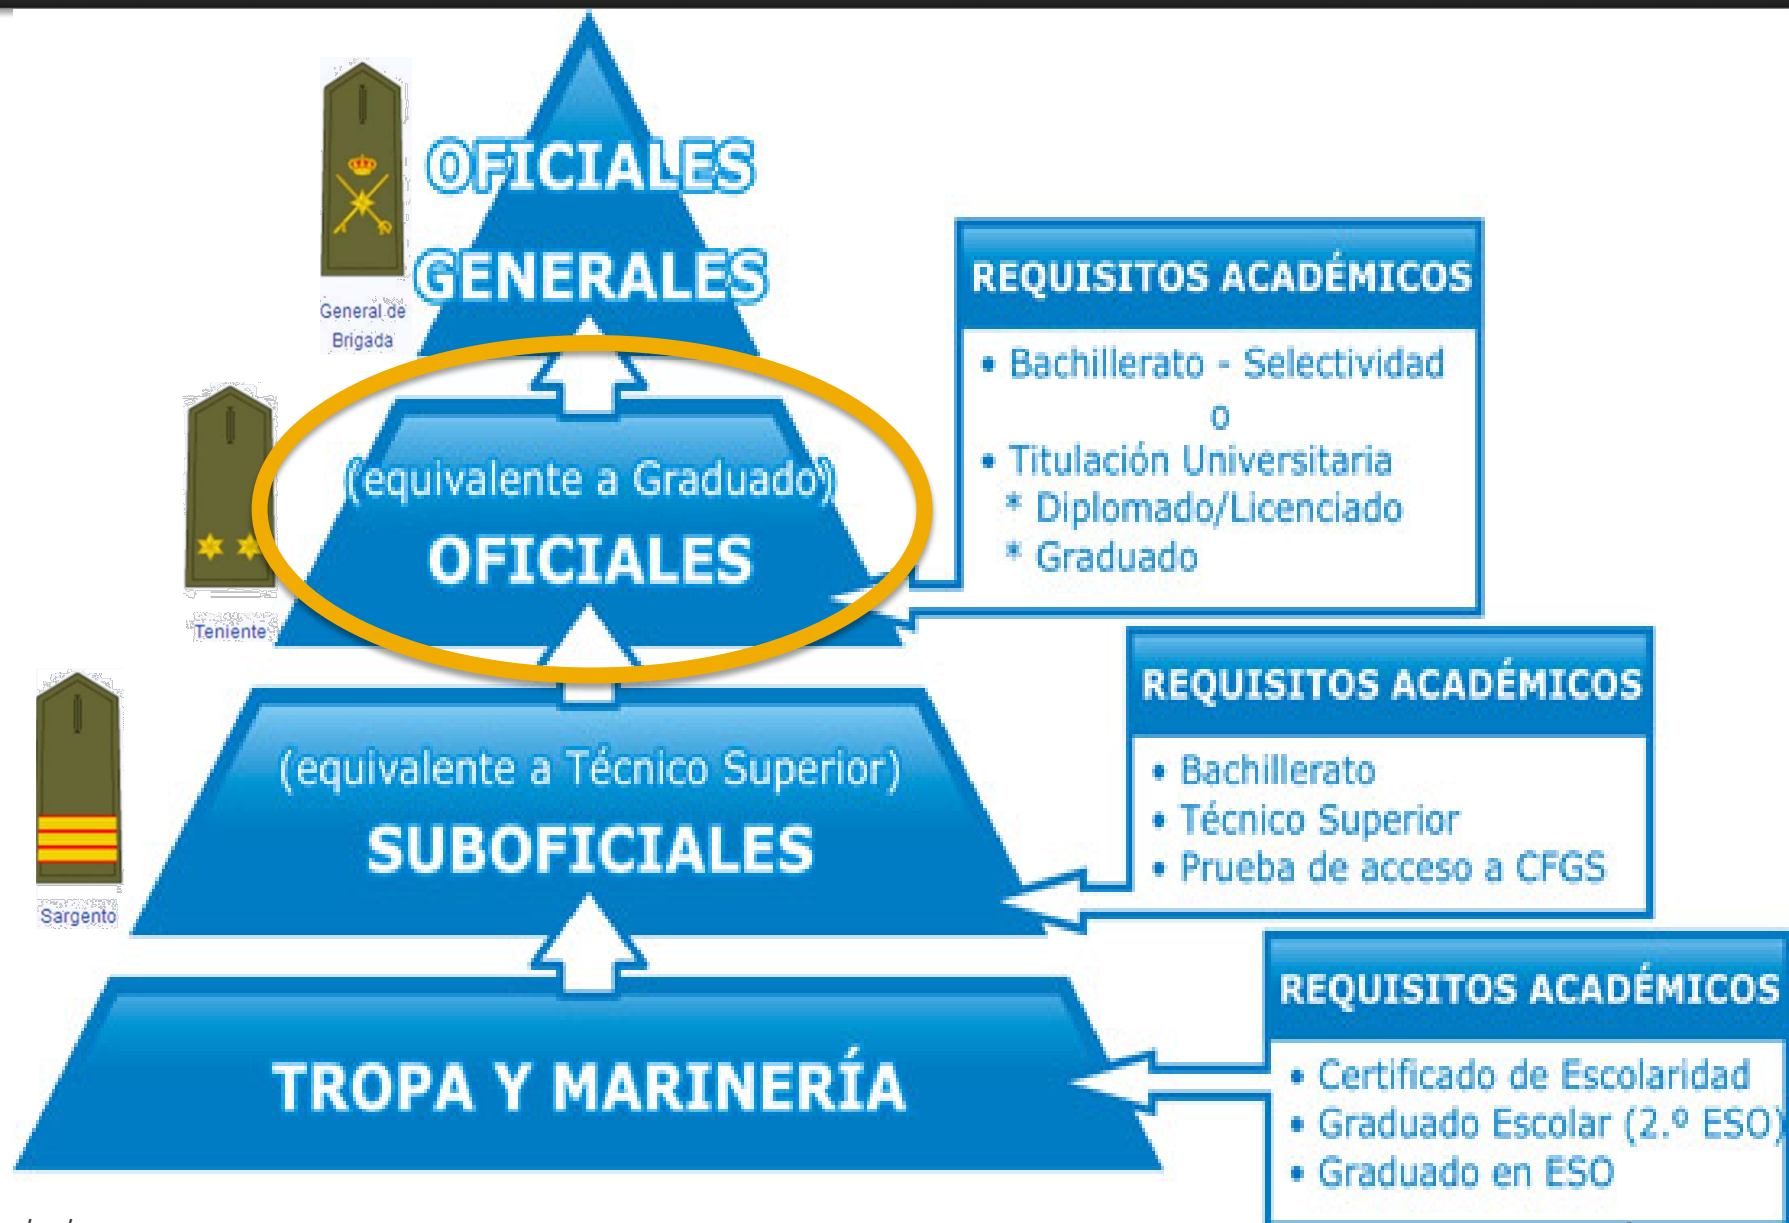 OFICIALES
GENERALES
General de
Brigada
REQUISITOS ACADÉMICOS
• Bachillerato - Selectividad
o
• Titulación Universitaria
* Diplomado/Licenciado
* Graduado
(equivalente a Graduado)
OFICIALES
Teniente
REQUISITOS ACADÉMICOS
• Bachillerato
• Técnico Superior
• Prueba de acceso a CFGS
(equivalente a Técnico Superior)
SUBOFICIALES
Sargento
REQUISITOS ACADÉMICOS
• Certificado de Escolaridad
• Graduado Escolar (2.º ESO)
• Graduado en ESO
TROPA Y MARINERÍA